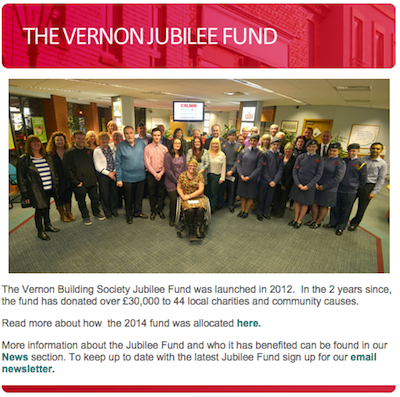 THE VERNON JUBILEE FUND
The Vernon Building Society Jubilee Fund was launched in 2012. In the 2 years since,
the fund has donated over £30,000 to 44 local charities and community causes.
Read more about how the 2014 fund was allocated here.
More information about the Jubilee Fund and who it has benefited can be found in our
News section. To keep up to date with the latest Jubilee Fund sign up for our email
newsletter.